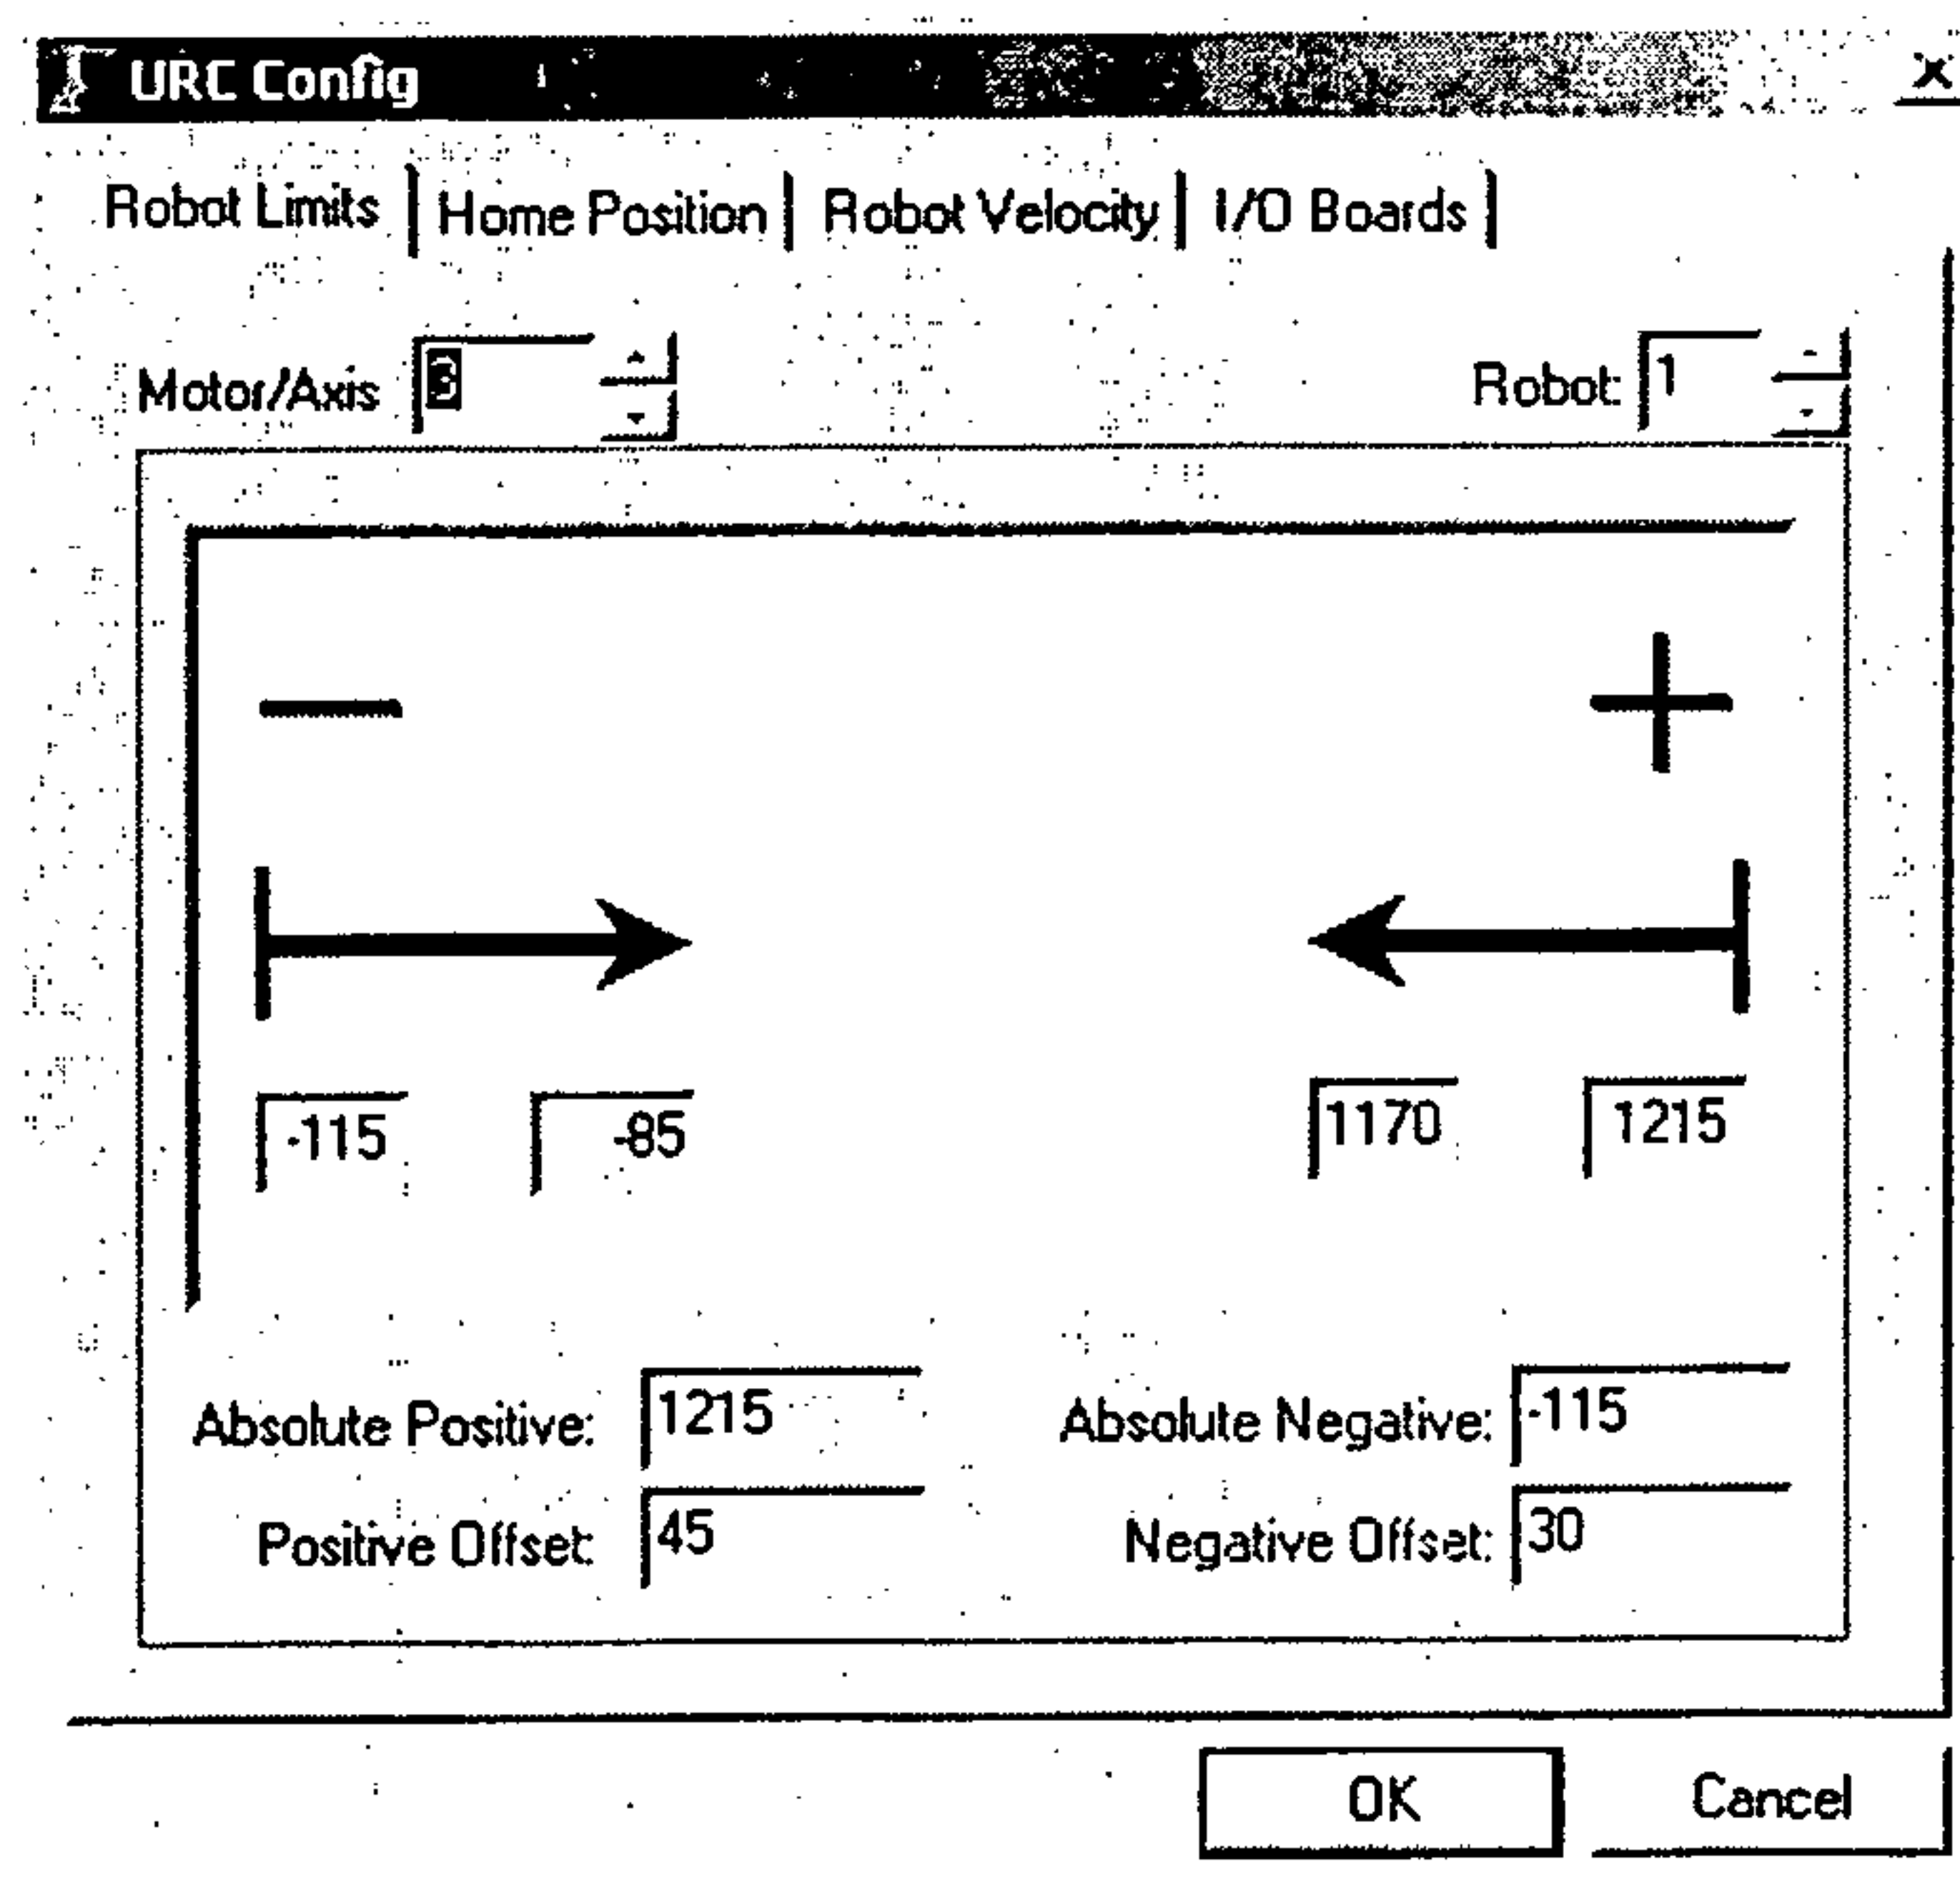 URC Config
Robot Limits Home Position Robot Velocity I/O Boards
Motor/Axis 3 Robot: 1
-115 -85 1170 1215
Absolute Positive: 1215 Absolute Negative: -115
Positive Offset: 45 Negative Offset: 30
OK Cancel